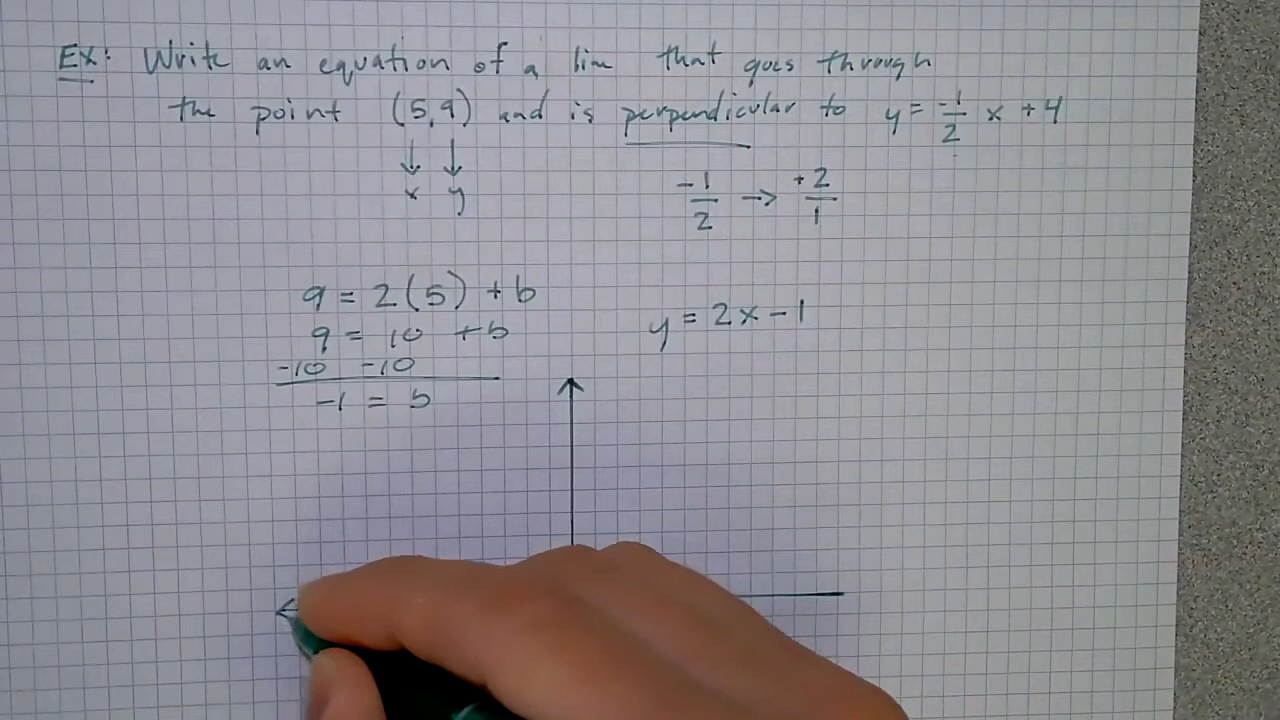 Ex: Write an equation of a line that goes through
the point (5,9) and is perpendicular to y = -1/2 x + 4
↓ ↓
x y
-1/2 → +2/1
9 = 2(5) + b
9 = 10 + b
-10 -10
-1 = b
y = 2x - 1